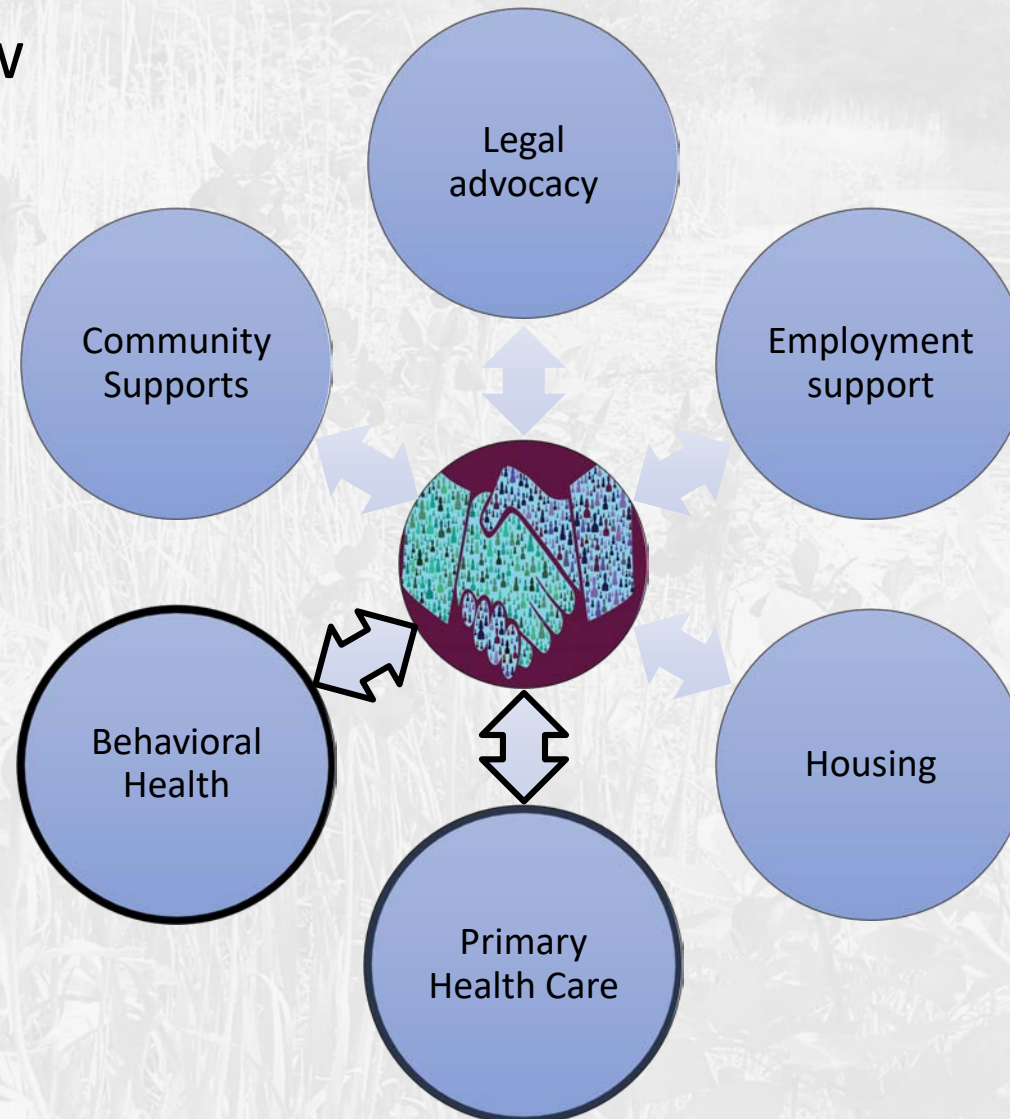 Legal
advocacy
Community
Supports
Employment
support
Behavioral
Health
Housing
Primary
Health Care